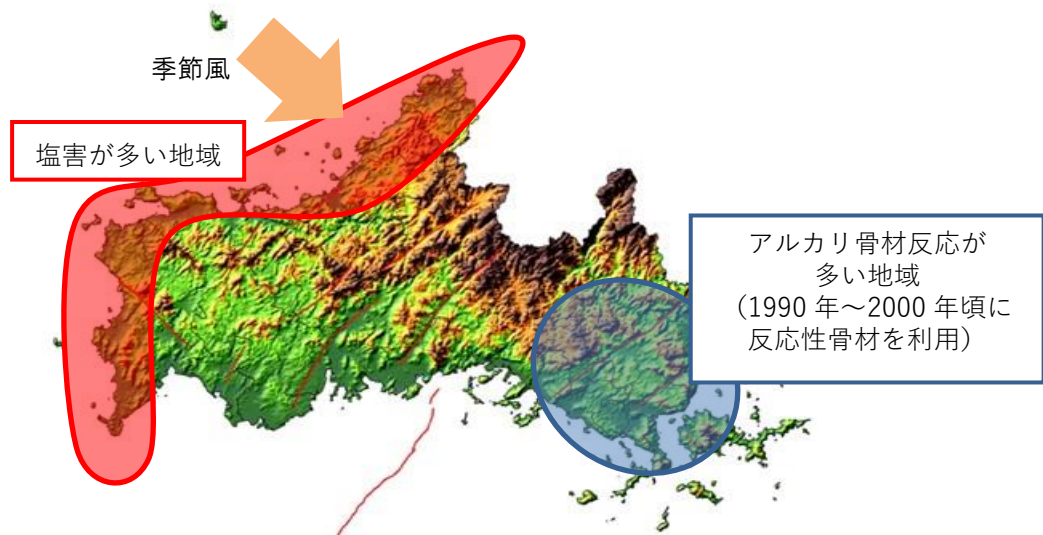 季節風
塩害が多い地域
アルカリ骨材反応が
多い地域
(1990 年～2000 年頃に
反応性骨材を利用)